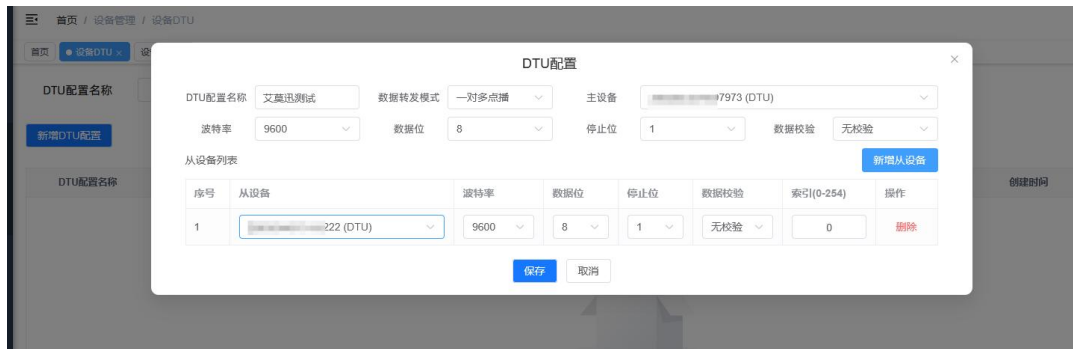 首页 / 设备管理 / 设备DTU
首页 设备DTU × 设
DTU配置 ×
DTU配置名称
DTU配置名称 艾莫迅测试 数据转发模式 一对多点播 主设备 7973 (DTU)
波特率 9600 数据位 8 停止位 1 数据校验 无校验
新增DTU配置
从设备列表 新增从设备
DTU配置名称 创建时间
序号 从设备 波特率 数据位 停止位 数据校验 索引(0-254) 操作
1 222 (DTU) 9600 8 1 无校验 0 删除
保存 取消